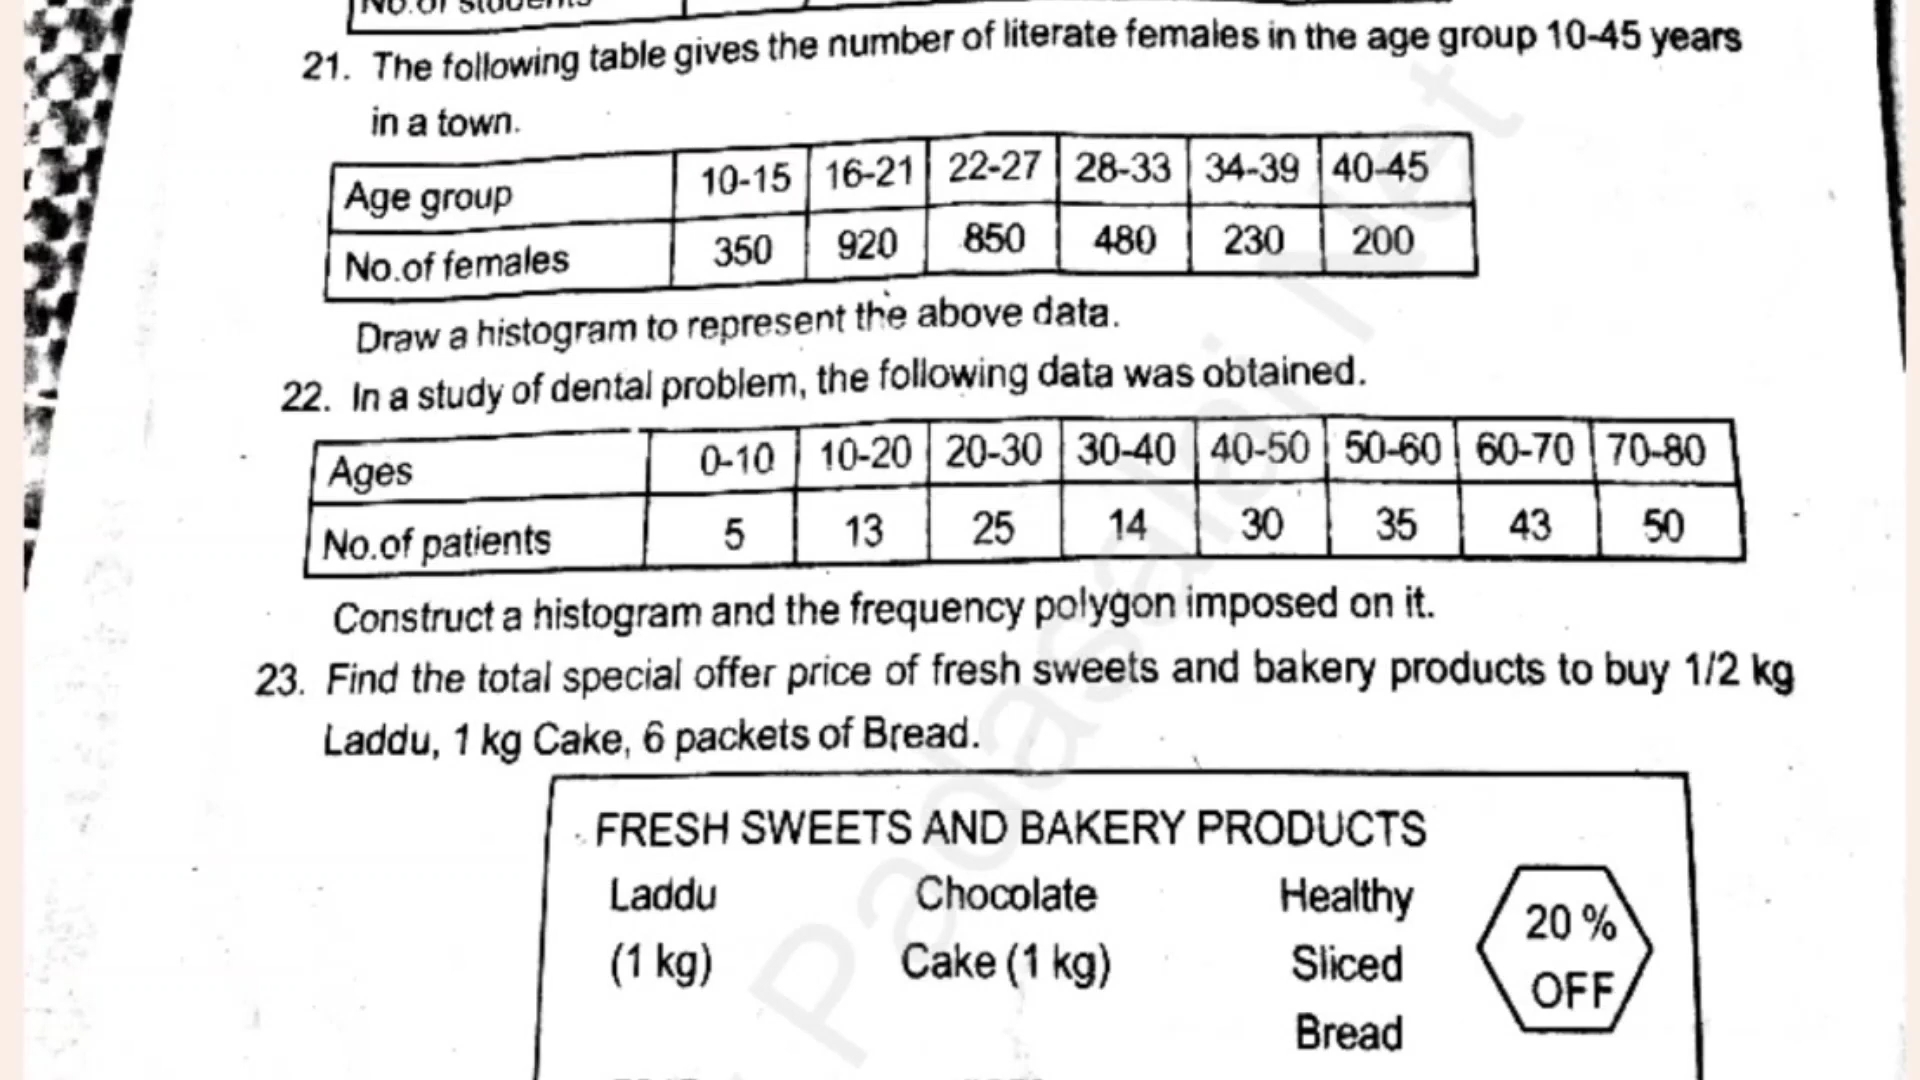 No.of students
21. The following table gives the number of literate females in the age group 10-45 years
in a town.
Age group 10-15 16-21 22-27 28-33 34-39 40-45
No.of females 350 920 850 480 230 200
Draw a histogram to represent the above data.
22. In a study of dental problem, the following data was obtained.
Ages 0-10 10-20 20-30 30-40 40-50 50-60 60-70 70-80
No.of patients 5 13 25 14 30 35 43 50
Construct a histogram and the frequency polygon imposed on it.
23. Find the total special offer price of fresh sweets and bakery products to buy 1/2 kg
Laddu, 1 kg Cake, 6 packets of Bread.
FRESH SWEETS AND BAKERY PRODUCTS
Laddu Chocolate Healthy
(1 kg) Cake (1 kg) Sliced
Bread
20 %
OFF
Padasalai Net